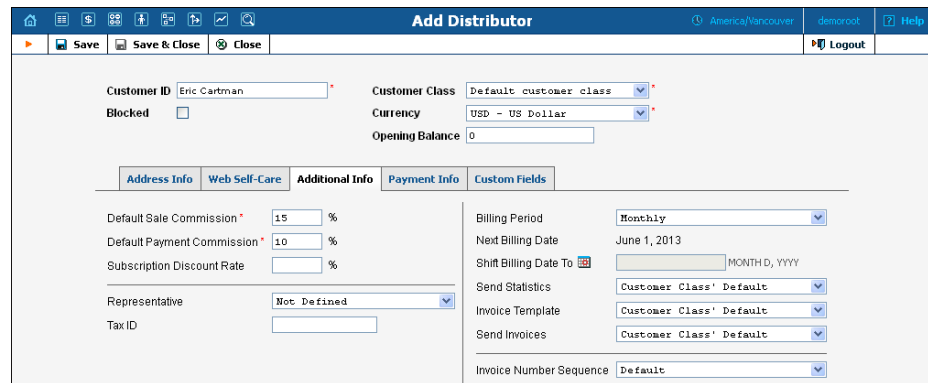 Add Distributor America/Vancouver demoroot ? Help
Save Save & Close Close Logout
Customer ID Eric Cartman * Customer Class Default customer class *
Blocked Currency USD - US Dollar *
Opening Balance 0
Address Info Web Self-Care Additional Info Payment Info Custom Fields
Default Sale Commission * 15 % Billing Period Monthly
Default Payment Commission * 10 % Next Billing Date June 1, 2013
Subscription Discount Rate % Shift Billing Date To MONTH D, YYYY
Send Statistics Customer Class' Default
Representative Not Defined Invoice Template Customer Class' Default
Tax ID Send Invoices Customer Class' Default
Invoice Number Sequence Default